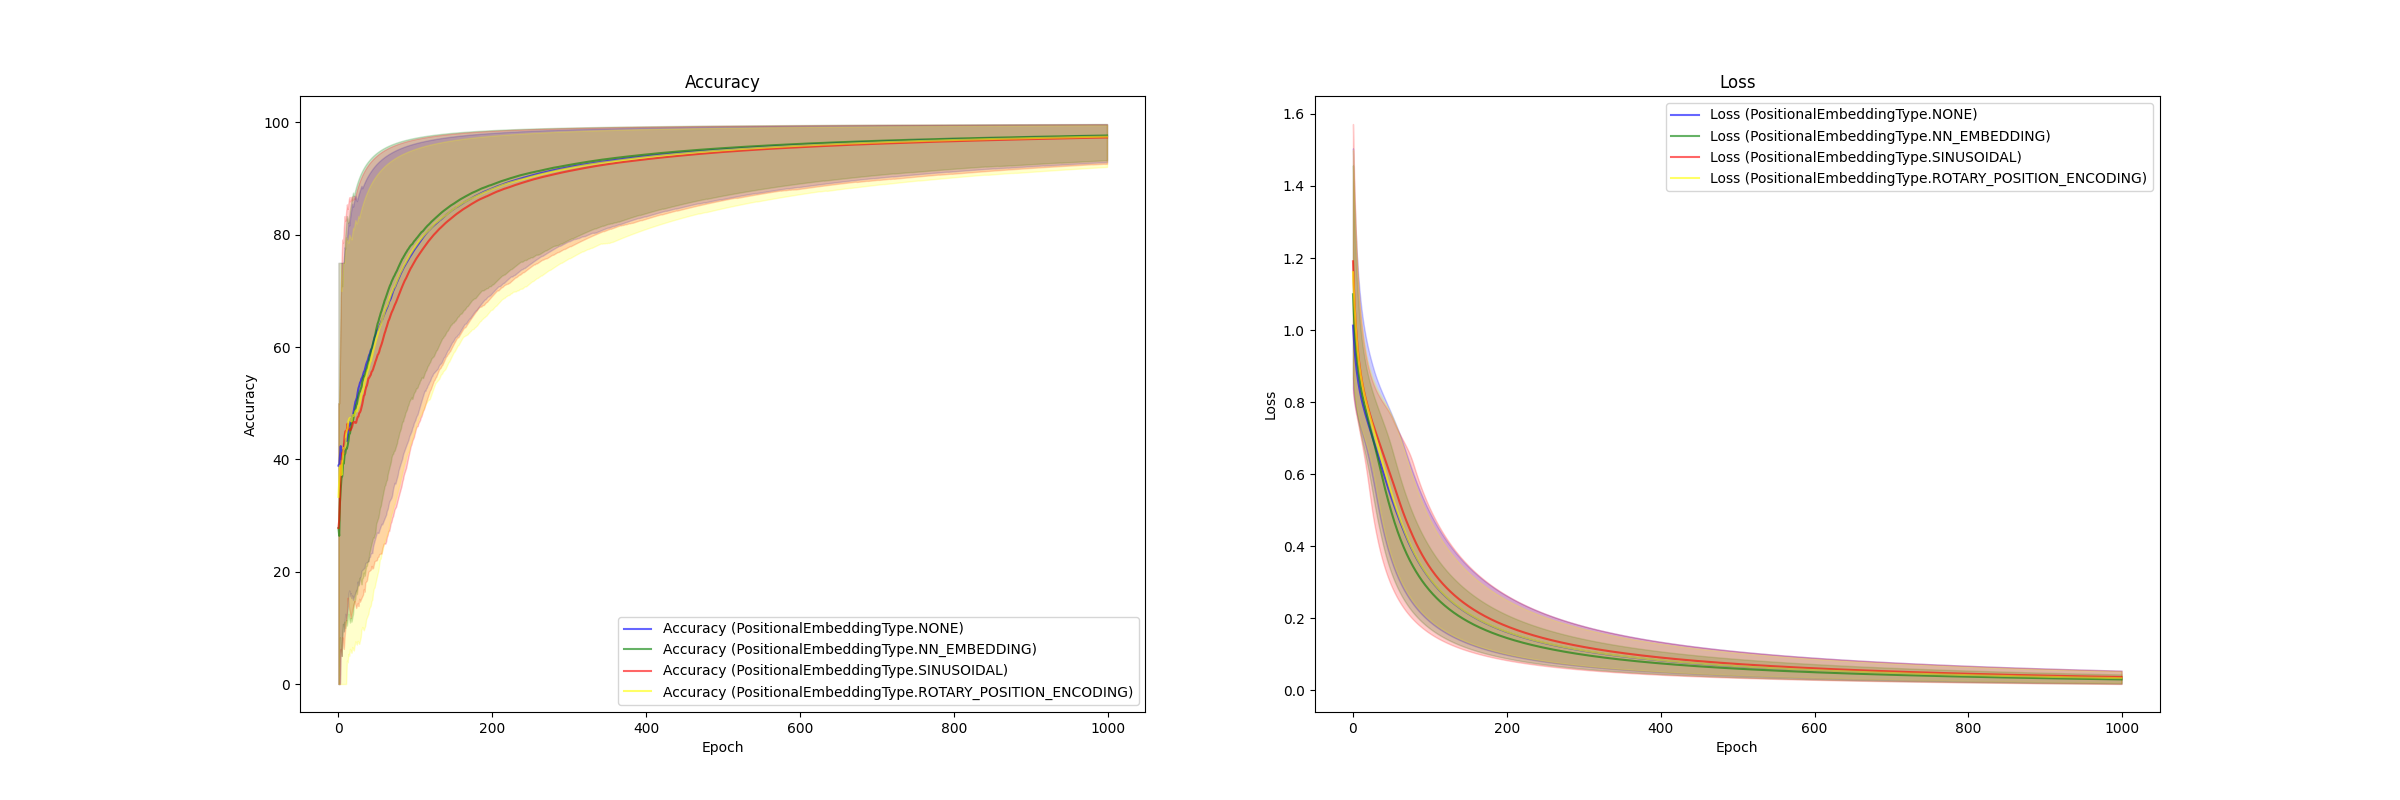 Accuracy
100
80
60
40
20
0
Accuracy
0 200 400 600 800 1000
Epoch
Accuracy (PositionalEmbeddingType.NONE)
Accuracy (PositionalEmbeddingType.NN_EMBEDDING)
Accuracy (PositionalEmbeddingType.SINUSOIDAL)
Accuracy (PositionalEmbeddingType.ROTARY_POSITION_ENCODING)
Loss
1.6
1.4
1.2
1.0
0.8
0.6
0.4
0.2
0.0
Loss
0 200 400 600 800 1000
Epoch
Loss (PositionalEmbeddingType.NONE)
Loss (PositionalEmbeddingType.NN_EMBEDDING)
Loss (PositionalEmbeddingType.SINUSOIDAL)
Loss (PositionalEmbeddingType.ROTARY_POSITION_ENCODING)